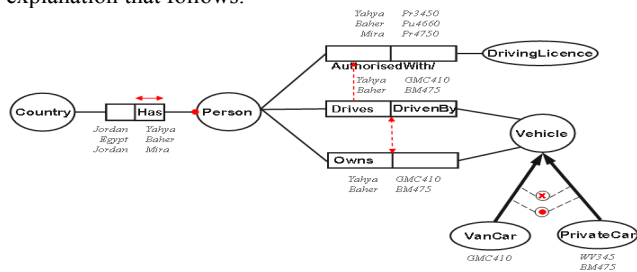 explanation that follows.
Yahya Pr3450
Baher Pu4660
Mira Pr4750
DrivingLicence
AuthorisedWith/
Yahya GMC410
Baher BM475
Country
Has
Person
Drives
DrivenBy
Vehicle
Jordan Yahya
Egypt Baher
Jordan Mira
Owns
Yahya GMC410
Baher BM475
VanCar
PrivateCar
GMC410
WV345
BM475